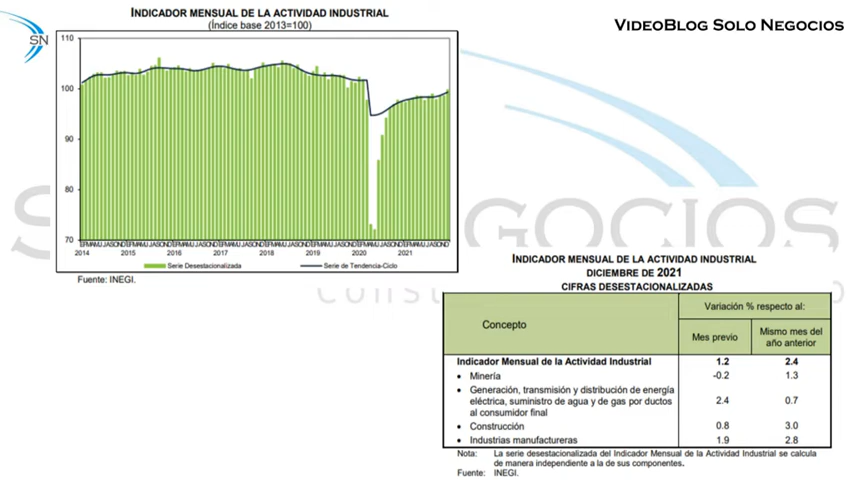 INDICADOR MENSUAL DE LA ACTIVIDAD INDUSTRIAL
(Índice base 2013=100)
VIDEOBLOG SOLO NEGOCIOS
SN
110
100
90
80
70
2014 2015 2016 2017 2018 2019 2020 2021
Serie Desestacionalizada Serie de Tendencia-Ciclo
Fuente: INEGI.
INDICADOR MENSUAL DE LA ACTIVIDAD INDUSTRIAL
DICIEMBRE DE 2021
CIFRAS DESESTACIONALIZADAS
Concepto
Variación % respecto al:
Mes previo
Mismo mes del
año anterior
Indicador Mensual de la Actividad Industrial 1.2 2.4
• Minería -0.2 1.3
• Generación, transmisión y distribución de energía
eléctrica, suministro de agua y de gas por ductos 2.4 0.7
al consumidor final
• Construcción 0.8 3.0
• Industrias manufactureras 1.9 2.8
Nota: La serie desestacionalizada del Indicador Mensual de la Actividad Industrial se calcula
de manera independiente a la de sus componentes.
Fuente: INEGI.